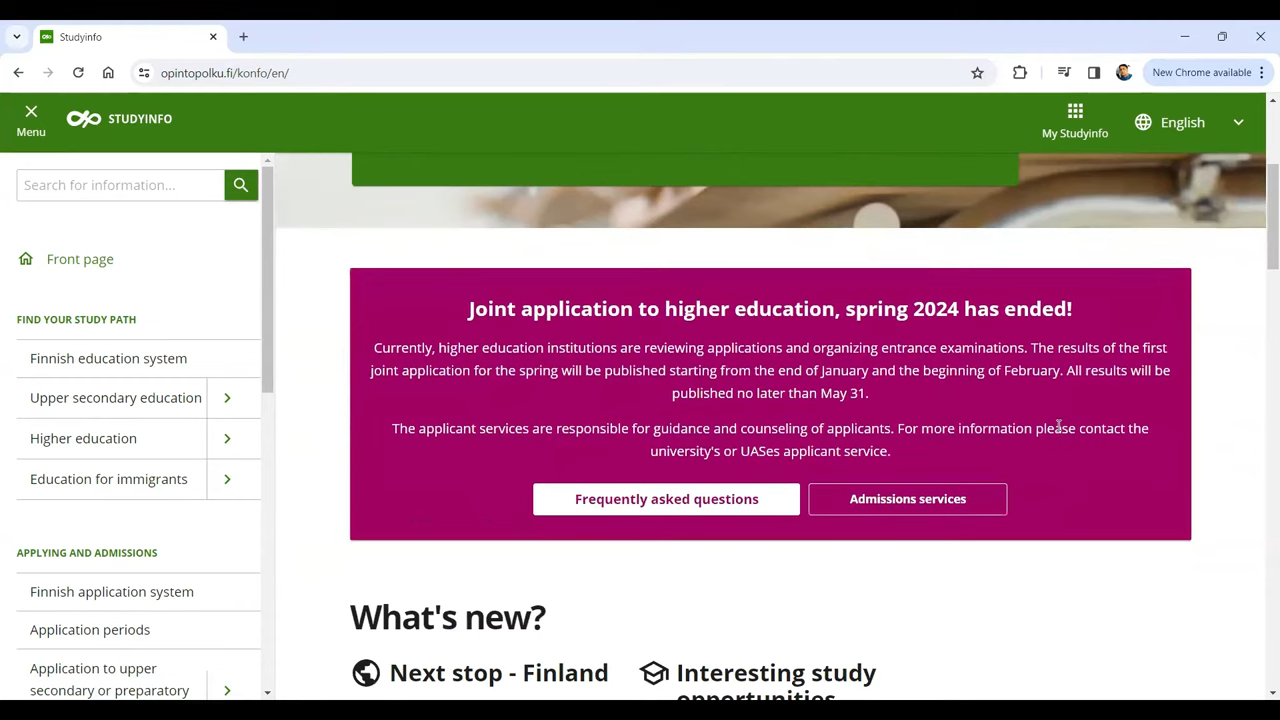 Studyinfo
opintopolku.fi/konfo/en/
New Chrome available
Menu
STUDYINFO
My Studyinfo
English
Search for information...
Front page
FIND YOUR STUDY PATH
Finnish education system
Upper secondary education
Higher education
Education for immigrants
APPLYING AND ADMISSIONS
Finnish application system
Application periods
Application to upper
secondary or preparatory
Joint application to higher education, spring 2024 has ended!
Currently, higher education institutions are reviewing applications and organizing entrance examinations. The results of the first
joint application for the spring will be published starting from the end of January and the beginning of February. All results will be
published no later than May 31.
The applicant services are responsible for guidance and counseling of applicants. For more information please contact the
university's or UASes applicant service.
Frequently asked questions
Admissions services
What's new?
Next stop - Finland
Interesting study
opportunities